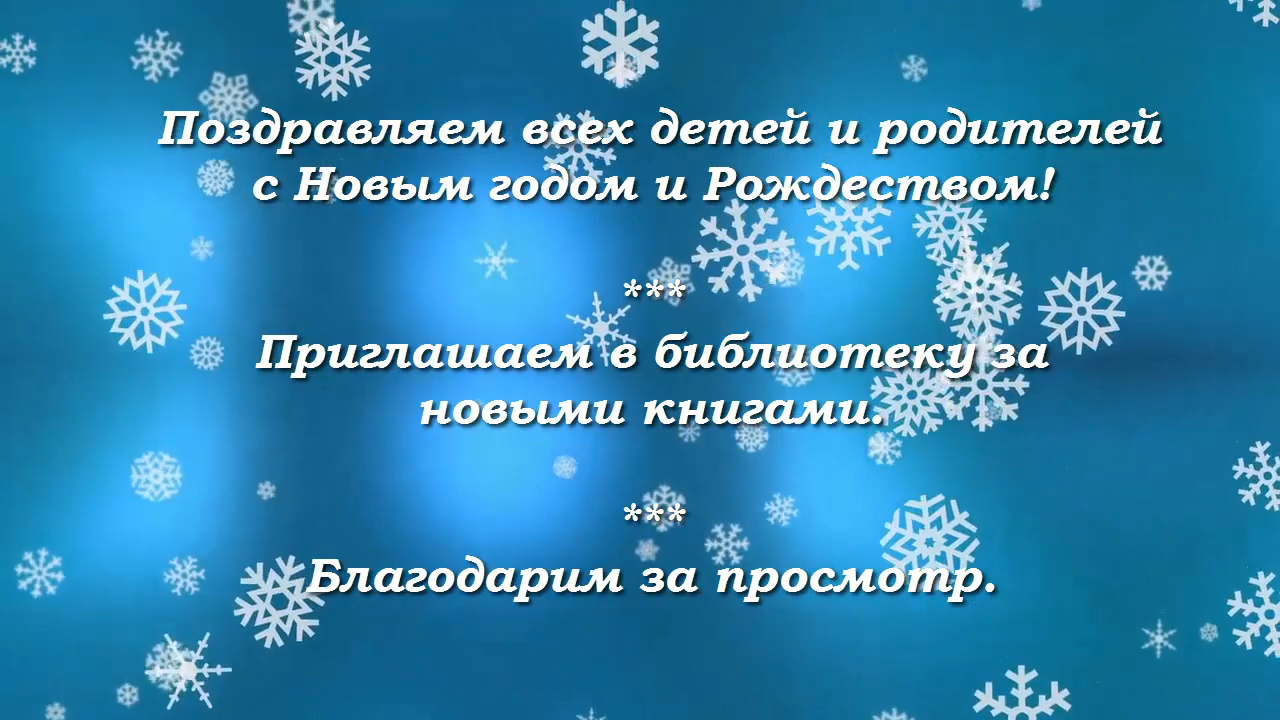 Поздравляем всех детей и родителей
с Новым годом и Рождеством!
***
Приглашаем в библиотеку за
новыми книгами.
***
Благодарим за просмотр.